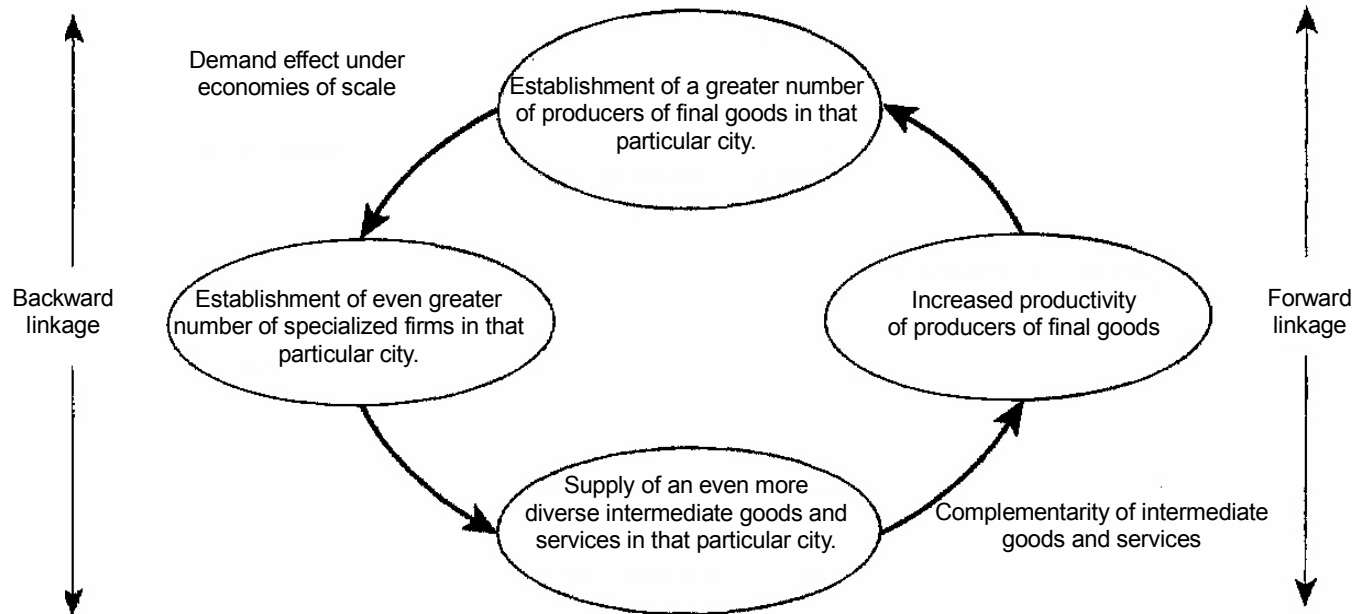 Demand effect under
economies of scale
Establishment of a greater number
of producers of final goods in that
particular city.
Backward
linkage
Establishment of even greater
number of specialized firms in that
particular city.
Increased productivity
of producers of final goods
Forward
linkage
Supply of an even more
diverse intermediate goods and
services in that particular city.
Complementarity of intermediate
goods and services